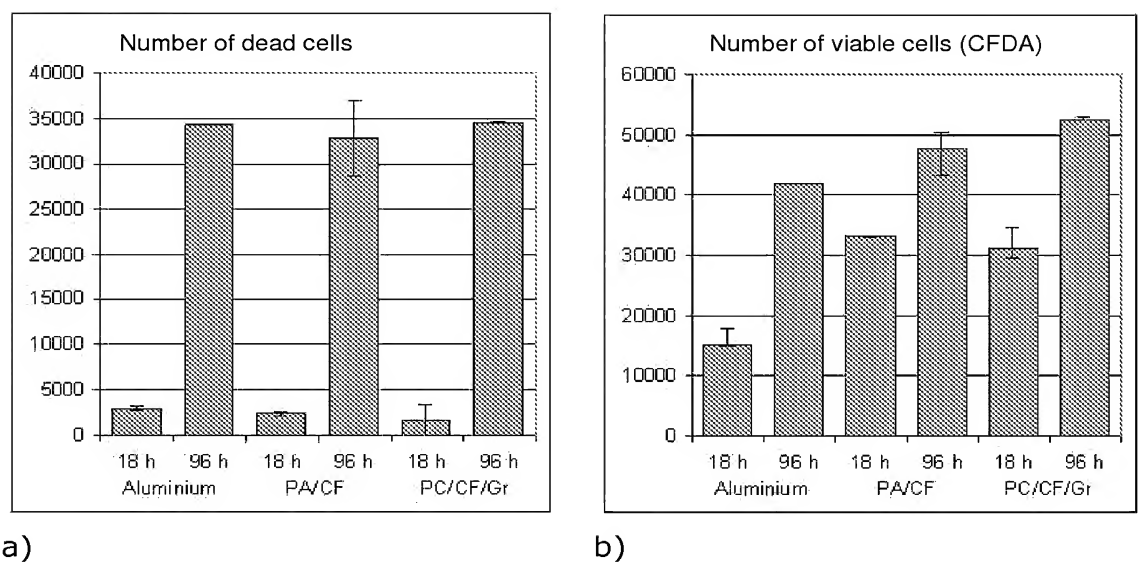 Number of dead cells
40000
35000
30000
25000
20000
15000
10000
5000
0
18 h 96 h 18 h 96 h 18 h 96 h
Aluminium PA/CF PC/CF/Gr
a)
Number of viable cells (CFDA)
60000
50000
40000
30000
20000
10000
0
18 h 96 h 18 h 96 h 18 h 96 h
Aluminium PA/CF PC/CF/Gr
b)